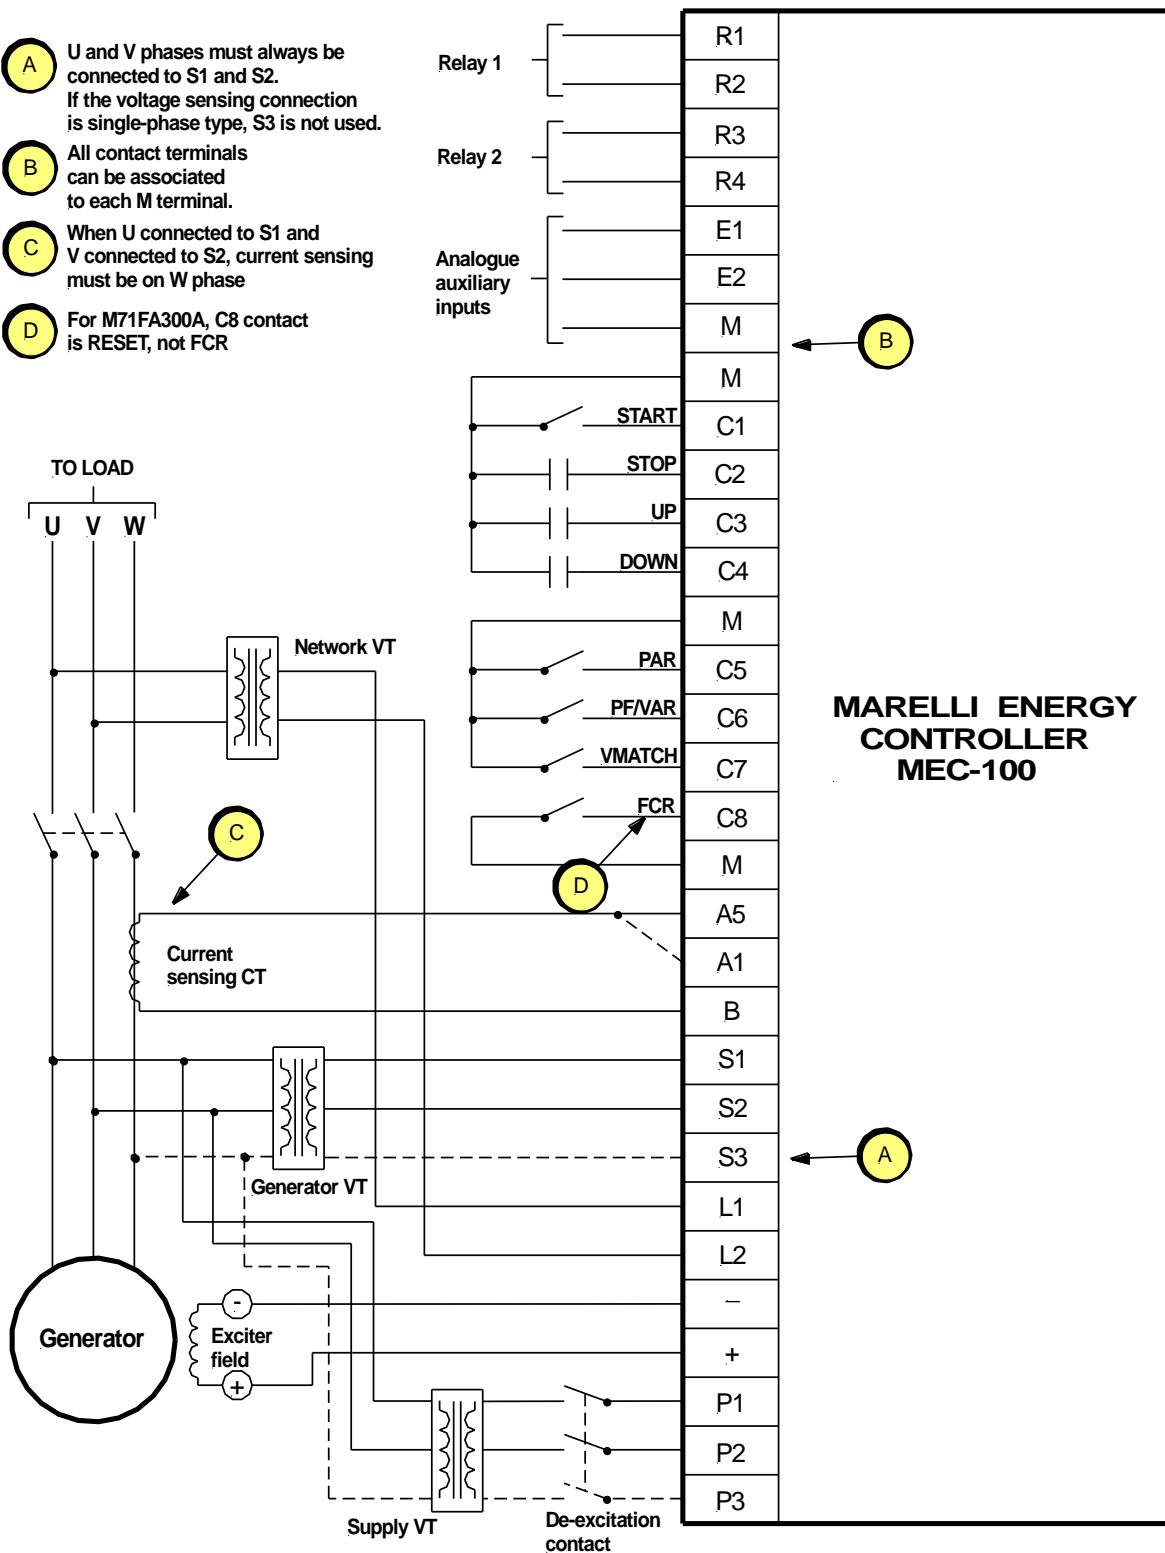 A
U and V phases must always be
connected to S1 and S2.
If the voltage sensing connection
is single-phase type, S3 is not used.
B
All contact terminals
can be associated
to each M terminal.
C
When U connected to S1 and
V connected to S2, current sensing
must be on W phase
D
For M71FA300A, C8 contact
is RESET, not FCR
Relay 1
R1
R2
Relay 2
R3
R4
Analogue
auxiliary
inputs
E1
E2
M
B
M
START
C1
STOP
C2
UP
C3
DOWN
C4
M
PAR
C5
PF/VAR
C6
VMATCH
C7
FCR
C8
D
M
MARELLI ENERGY
CONTROLLER
MEC-100
TO LOAD
U V W
Network VT
C
Current
sensing CT
A5
A1
B
S1
S2
S3
A
Generator VT
L1
L2
–
+
Generator
-
Exciter
field
+
P1
P2
P3
Supply VT
De-excitation
contact